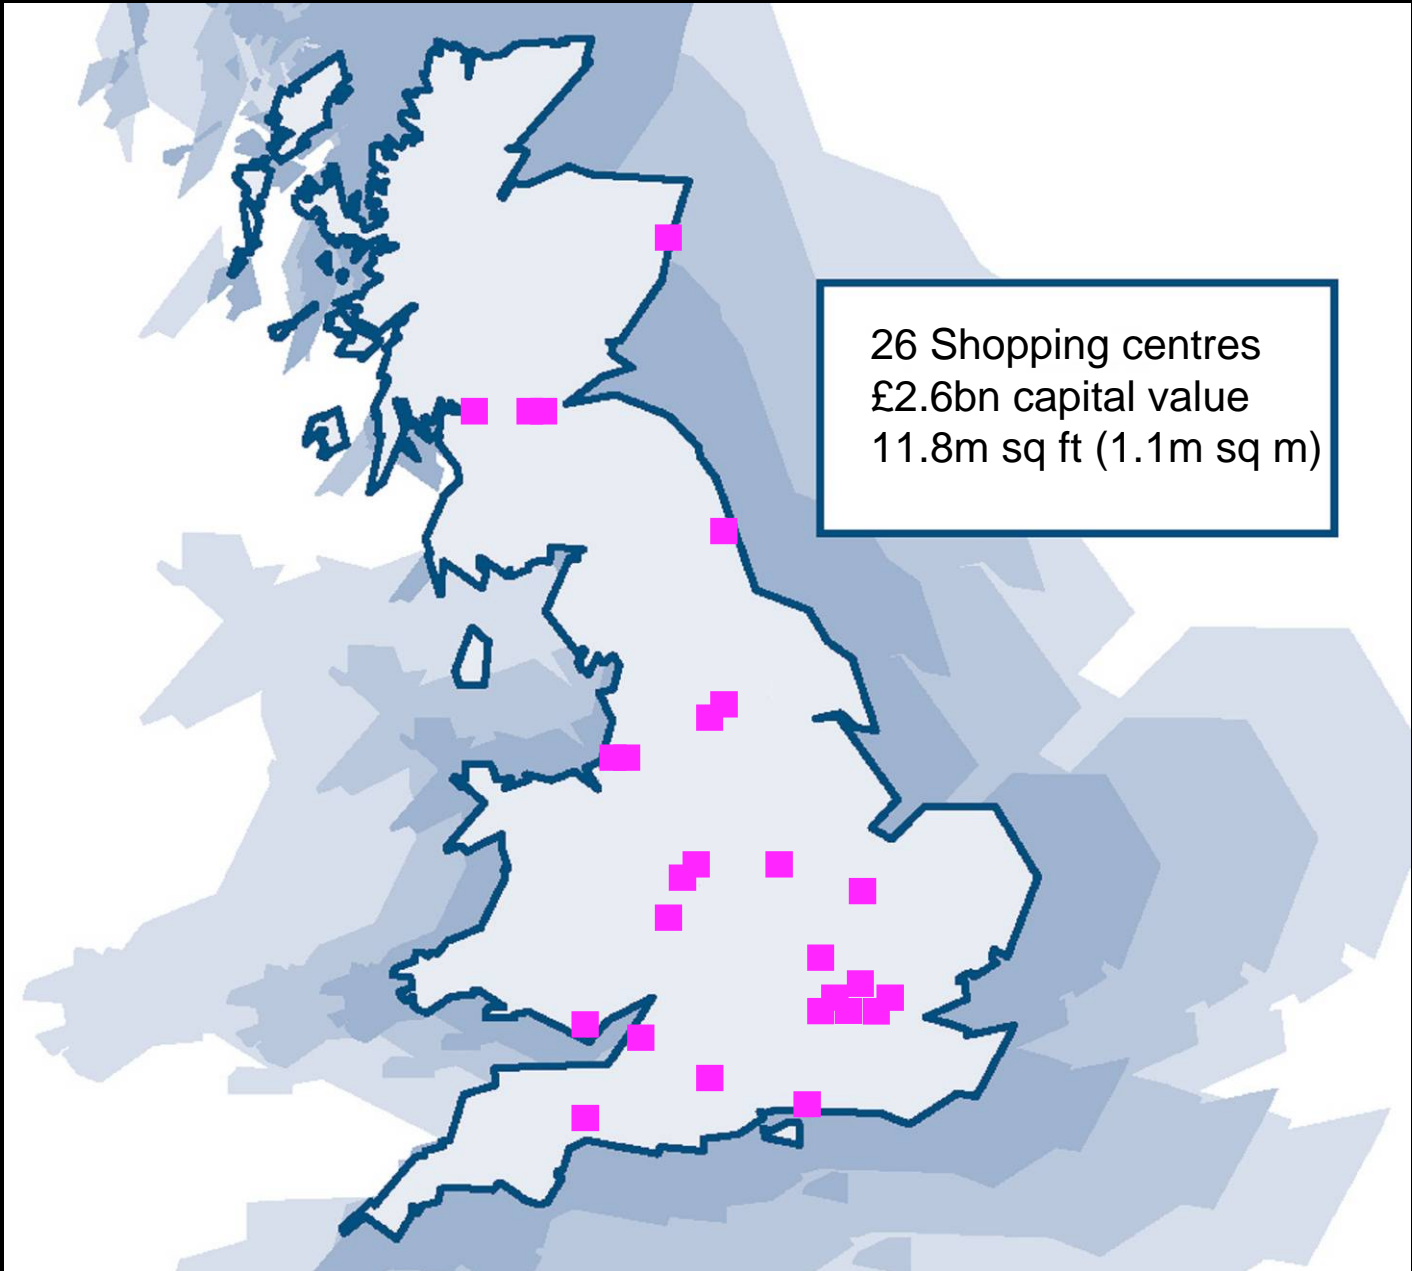 26 Shopping centres
£2.6bn capital value
11.8m sq ft (1.1m sq m)